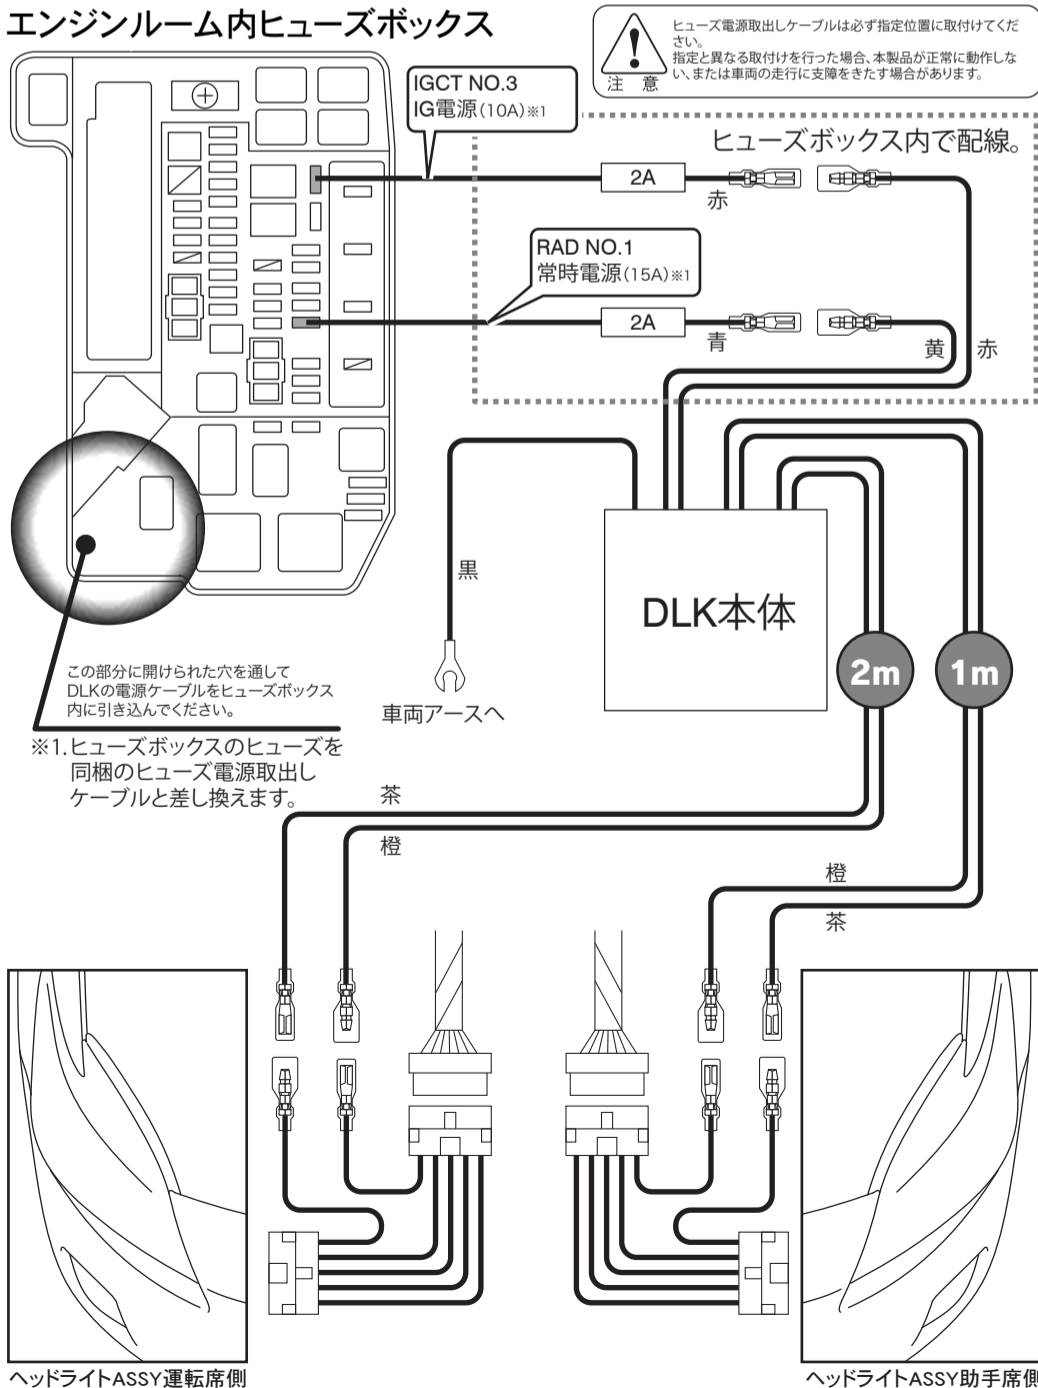 エンジンルーム内ヒューズボックス
ヒューズ電源取出しケーブルは必ず指定位置に取付けてくだ
さい。
指定と異なる取付けを行った場合、本製品が正常に動作しな
い、または車両の走行に支障をきたす場合があります。
注 意
IGCT NO.3
IG電源(10A)※1
ヒューズボックス内で配線。
2A
赤
RAD NO.1
常時電源(15A)※1
2A
青
黄
赤
黒
DLK本体
2m
1m
この部分に開けられた穴を通して
DLKの電源ケーブルをヒューズボックス
内に引き込んでください。
車両アースへ
※1.ヒューズボックスのヒューズを
同梱のヒューズ電源取出し
ケーブルと差し換えます。
茶
橙
橙
茶
ヘッドライトASSY運転席側
ヘッドライトASSY助手席側